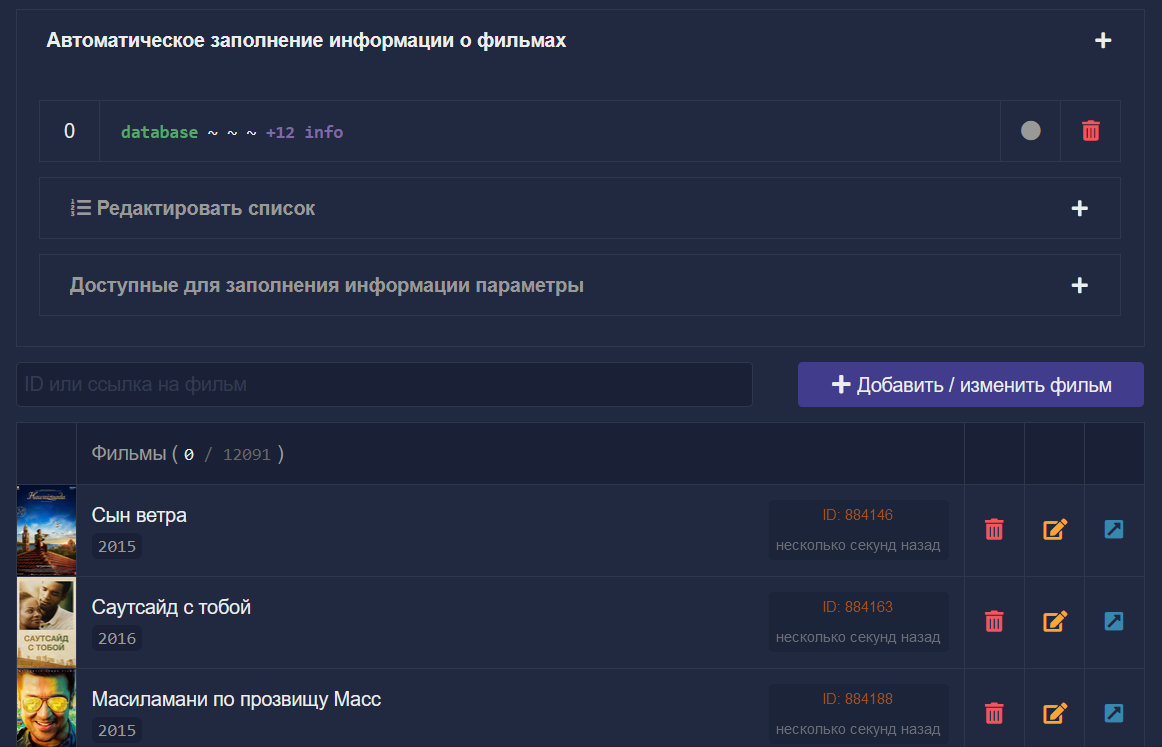 Автоматическое заполнение информации о фильмах
0
database ~ ~ ~ +12 info
Редактировать список
Доступные для заполнения информации параметры
ID или ссылка на фильм
Добавить / изменить фильм
Фильмы ( 0 / 12091 )
Сын ветра
2015
ID: 884146
несколько секунд назад
САУТСАЙД
С ТОБОЙ
Саутсайд с тобой
2016
ID: 884163
несколько секунд назад
Масиламани по прозвищу Масс
2015
ID: 884188
несколько секунд назад